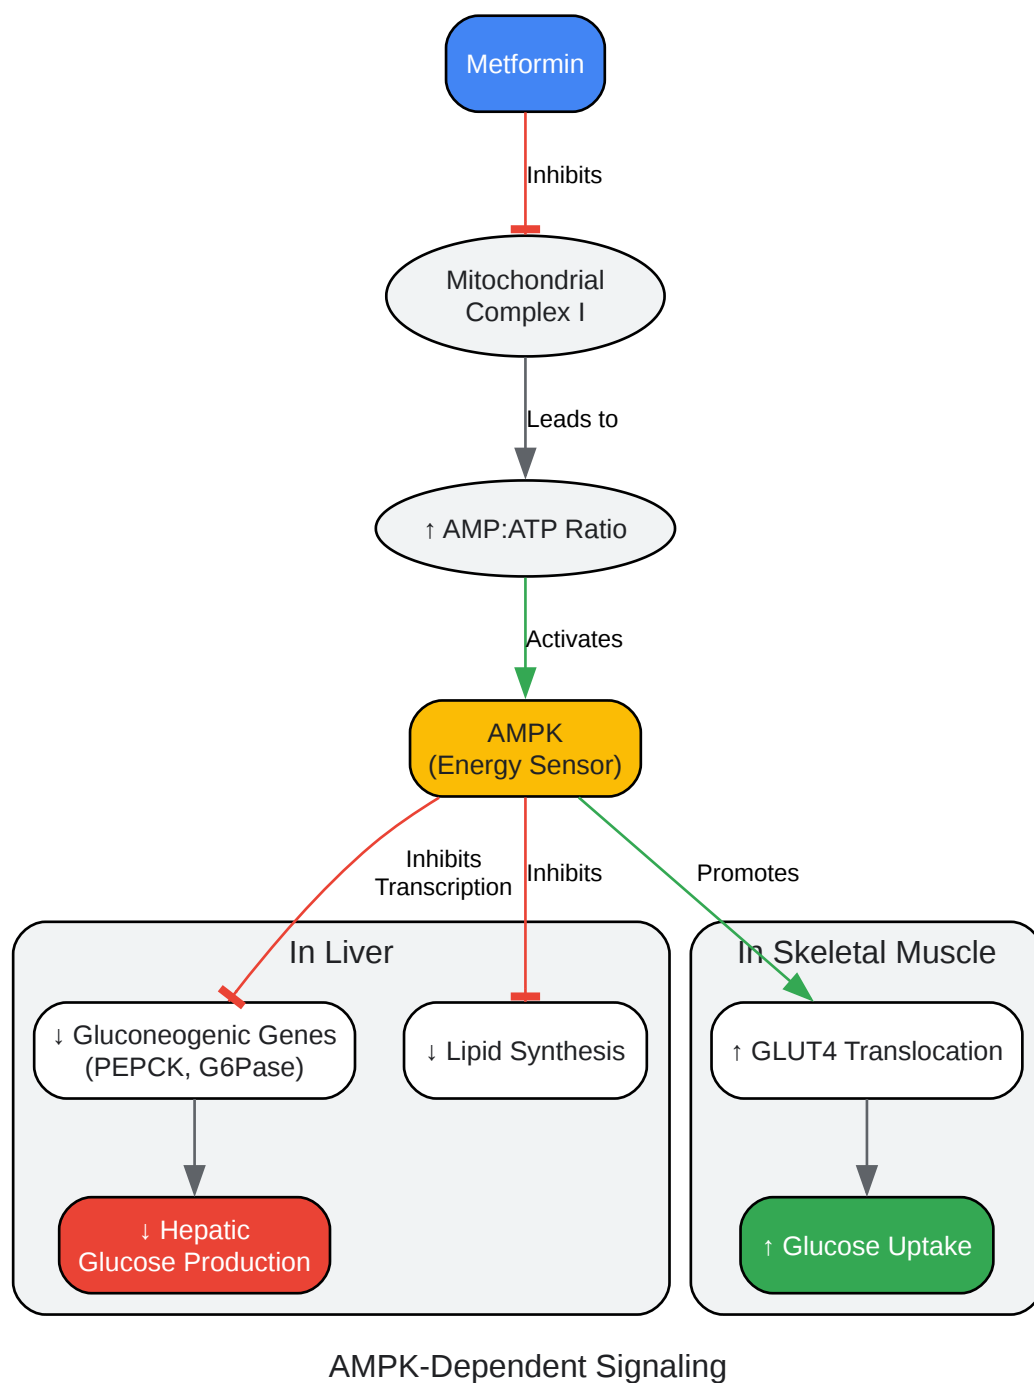 Metformin
Inhibits
Mitochondrial
Complex I
Leads to
↑ AMP:ATP Ratio
Activates
AMPK
(Energy Sensor)
Inhibits
Transcription
Inhibits
Promotes
In Liver
In Skeletal Muscle
↓ Gluconeogenic Genes
(PEPCK, G6Pase)
↓ Lipid Synthesis
↑ GLUT4 Translocation
↓ Hepatic
Glucose Production
↑ Glucose Uptake
AMPK-Dependent Signaling